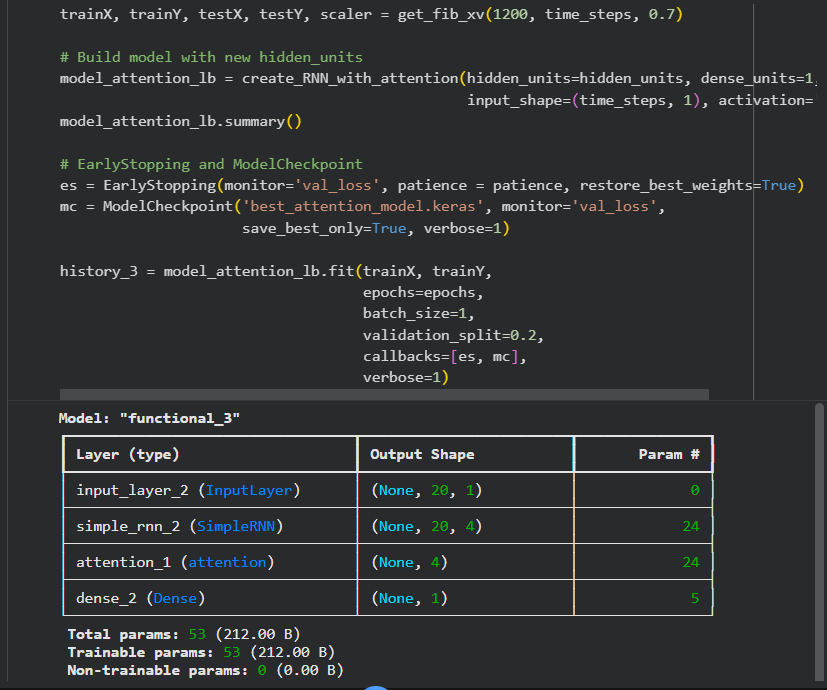 trainX, trainY, testX, testY, scaler = get_fib_xv(1200, time_steps, 0.7)
# Build model with new hidden_units
model_attention_lb = create_RNN_with_attention(hidden_units=hidden_units, dense_units=1,
input_shape=(time_steps, 1), activation='
model_attention_lb.summary()
# EarlyStopping and ModelCheckpoint
es = EarlyStopping(monitor='val_loss', patience = patience, restore_best_weights=True)
mc = ModelCheckpoint('best_attention_model.keras', monitor='val_loss',
save_best_only=True, verbose=1)
history_3 = model_attention_lb.fit(trainX, trainY,
epochs=epochs,
batch_size=1,
validation_split=0.2,
callbacks=[es, mc],
verbose=1)
Model: "functional_3"
Layer (type) Output Shape Param #
input_layer_2 (InputLayer) (None, 20, 1) 0
simple_rnn_2 (SimpleRNN) (None, 20, 4) 24
attention_1 (attention) (None, 4) 24
dense_2 (Dense) (None, 1) 5
Total params: 53 (212.00 B)
Trainable params: 53 (212.00 B)
Non-trainable params: 0 (0.00 B)